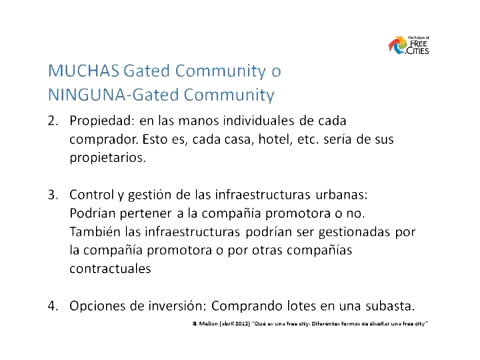 The Future of
FREE
CITIES
MUCHAS Gated Community o
NINGUNA-Gated Community
2. Propiedad: en las manos individuales de cada
comprador. Esto es, cada casa, hotel, etc. sería de sus
propietarios.
3. Control y gestión de las infraestructuras urbanas:
Podrían pertener a la compañía promotora o no.
También las infraestructuras podrían ser gestionadas por
la compañía promotora o por otras compañías
contractuales
4. Opciones de inversión: Comprando lotes en una subasta.
(abril 2012) "Qué es una free city: Diferentes formas de diseñar una free city"